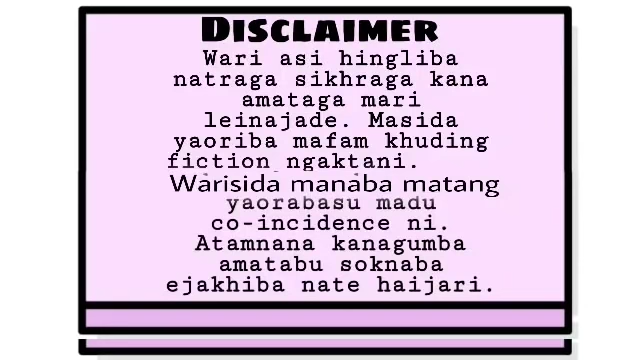 DISCLAIMER
Wari asi hingliba
natraga sikhraga kana
amataga mari
leinajade. Masida
yaoriba mafam khuding
fiction ngaktani.
Warisida manaba matang
yaorabasu madu
co-incidence ni.
Atamnana kanagumba
amatabu soknaba
ejakhiba nate haijari.